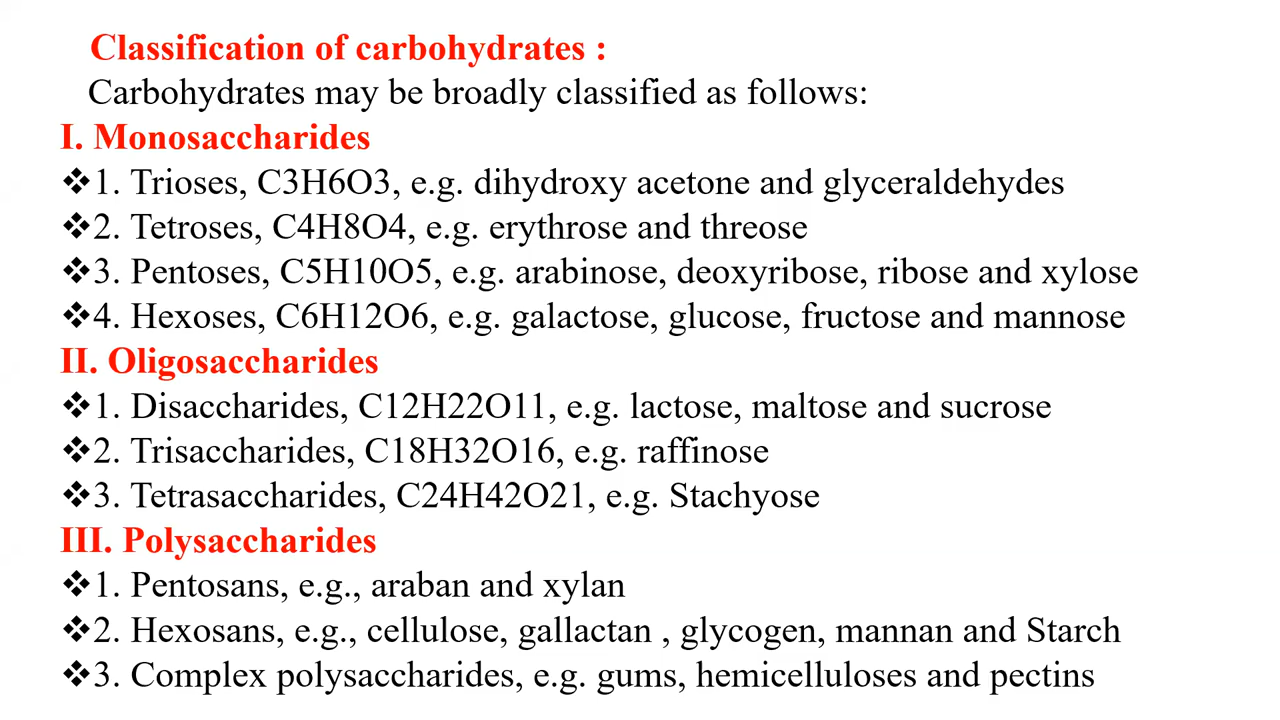 Classification of carbohydrates :
Carbohydrates may be broadly classified as follows:
I. Monosaccharides
❖1. Trioses, C3H6O3, e.g. dihydroxy acetone and glyceraldehydes
❖2. Tetroses, C4H8O4, e.g. erythrose and threose
❖3. Pentoses, C5H10O5, e.g. arabinose, deoxyribose, ribose and xylose
❖4. Hexoses, C6H12O6, e.g. galactose, glucose, fructose and mannose
II. Oligosaccharides
❖1. Disaccharides, C12H22O11, e.g. lactose, maltose and sucrose
❖2. Trisaccharides, C18H32O16, e.g. raffinose
❖3. Tetrasaccharides, C24H42O21, e.g. Stachyose
III. Polysaccharides
❖1. Pentosans, e.g., araban and xylan
❖2. Hexosans, e.g., cellulose, gallactan , glycogen, mannan and Starch
❖3. Complex polysaccharides, e.g. gums, hemicelluloses and pectins